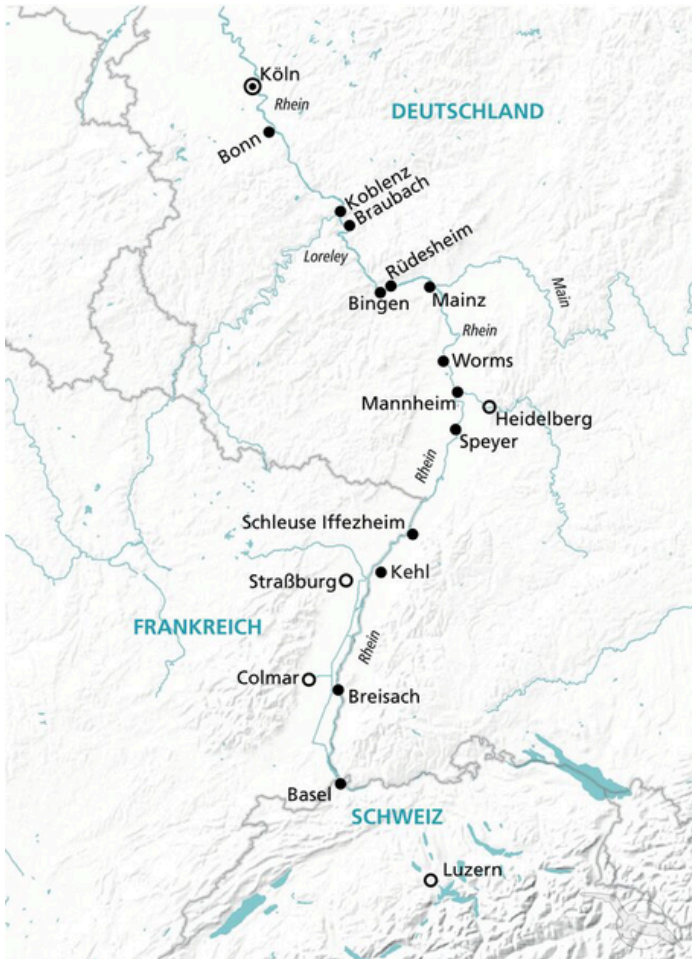 Köln
Rhein
DEUTSCHLAND
Bonn
Koblenz
Braubach
Loreley
Rüdesheim
Bingen
Mainz
Main
Rhein
Worms
Mannheim
Heidelberg
Speyer
Rhein
Schleuse Iffezheim
Straßburg
Kehl
FRANKREICH
Rhein
Colmar
Breisach
Basel
SCHWEIZ
Luzern